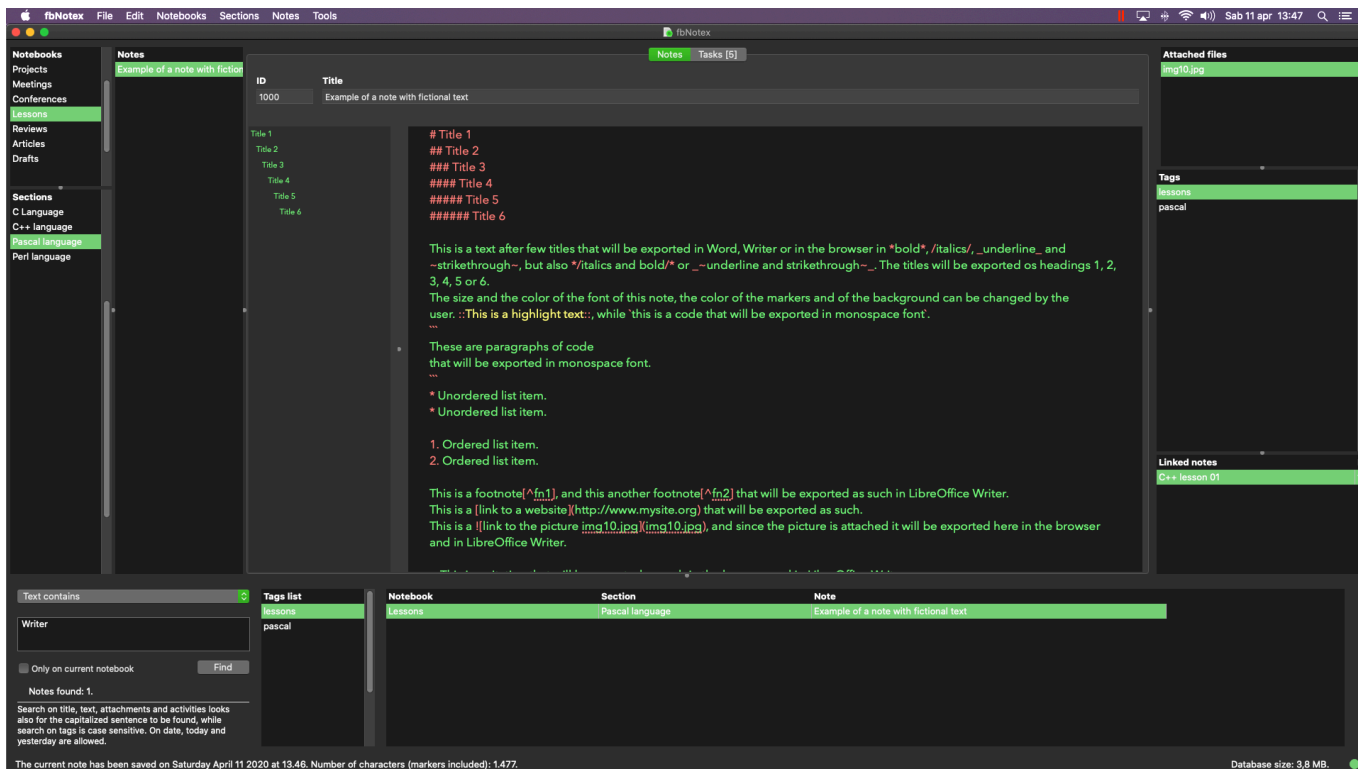 fbNotex File Edit Notebooks Sections Notes Tools
Sab 11 apr 13:47
fbNotex
Notebooks
Projects
Meetings
Conferences
Lessons
Reviews
Articles
Drafts
Sections
C Language
C++ language
Pascal language
Perl language
Notes
Example of a note with fiction
Notes Tasks [5]
ID Title
1000 Example of a note with fictional text
Title 1
Title 2
Title 3
Title 4
Title 5
Title 6
# Title 1
## Title 2
### Title 3
#### Title 4
##### Title 5
###### Title 6
This is a text after few titles that will be exported in Word, Writer or in the browser in *bold*, /italics/, _underline_ and
~strikethrough~, but also */italics and bold/* or _~underline and strikethrough~_. The titles will be exported os headings 1, 2,
3, 4, 5 or 6.
The size and the color of the font of this note, the color of the markers and of the background can be changed by the
user. ::This is a highlight text::, while `this is a code that will be exported in monospace font`.
```
These are paragraphs of code
that will be exported in monospace font.
```
* Unordered list item.
* Unordered list item.
1. Ordered list item.
2. Ordered list item.
This is a footnote[^fn1], and this another footnote[^fn2] that will be exported as such in LibreOffice Writer.
This is a [link to a website](http://www.mysite.org) that will be exported as such.
This is a ![link to the picture img10.jpg](img10.jpg), and since the picture is attached it will be exported here in the browser
and in LibreOffice Writer.
Attached files
img10.jpg
Tags
lessons
pascal
Linked notes
C++ lesson 01
Text contains
Writer
Only on current notebook Find
Notes found: 1.
Search on title, text, attachments and activities looks
also for the capitalized sentence to be found, while
search on tags is case sensitive. On date, today and
yesterday are allowed.
Tags list
lessons
pascal
Notebook Section Note
Lessons Pascal language Example of a note with fictional text
The current note has been saved on Saturday April 11 2020 at 13.46. Number of characters (markers included): 1.477.
Database size: 3,8 MB.